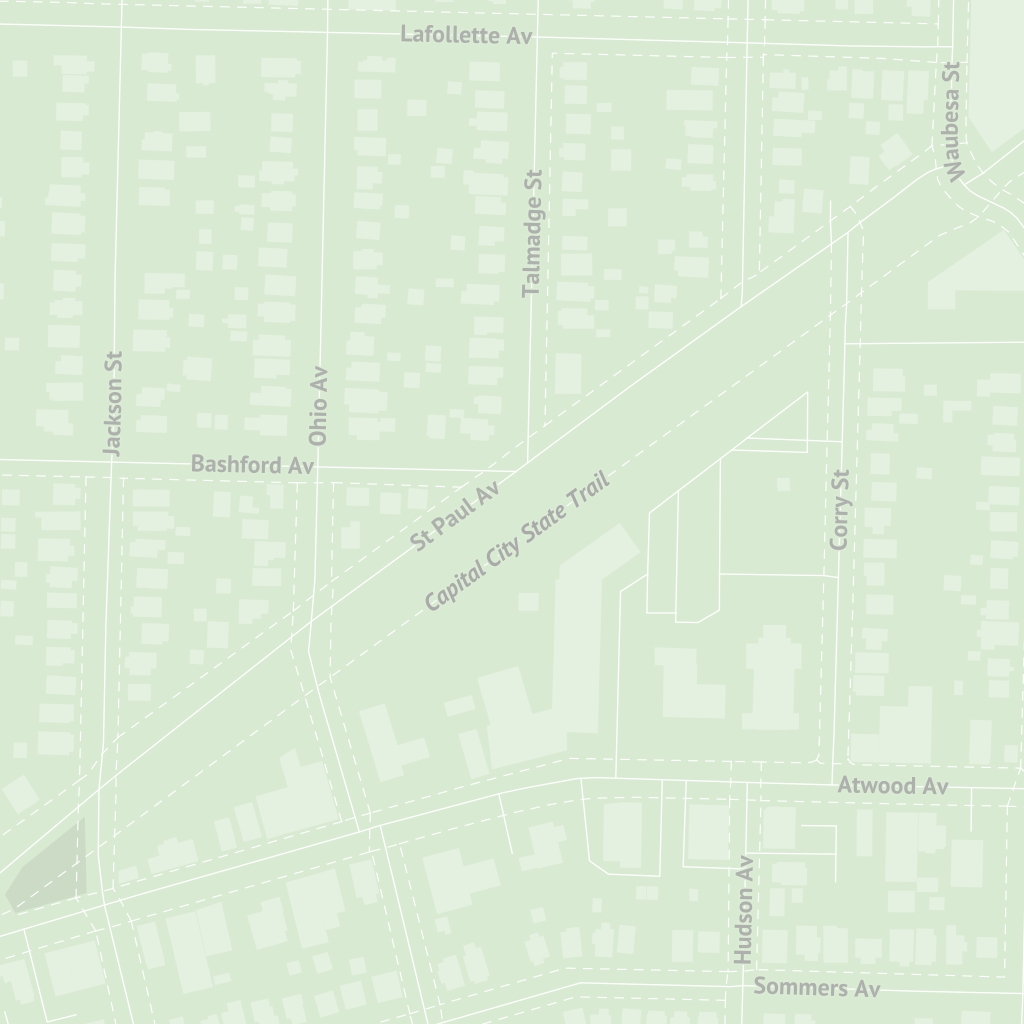 Lafollette Av
Waubesa St
Talmadge St
Jackson St
Ohio Av
Bashford Av
St Paul Av
Capital City State Trail
Corry St
Atwood Av
Hudson Av
Sommers Av